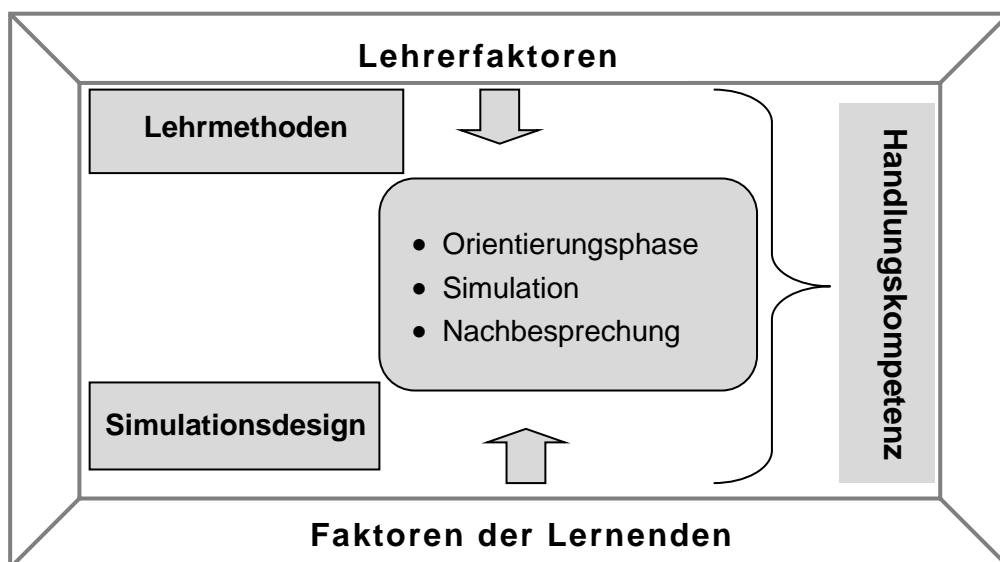 Lehrerfaktoren
Lehrmethoden
• Orientierungsphase
• Simulation
• Nachbesprechung
Handlungskompetenz
Simulationsdesign
Faktoren der Lernenden